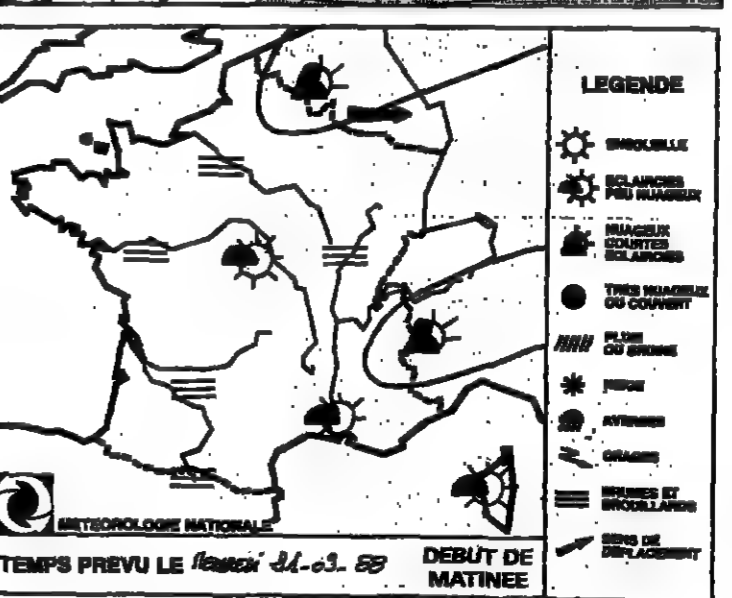 LEGENDE
ENSOLEILLE
ECLAIRCIES
PEU NUAGEUX
NUAGEUX
COURTES
ECLAIRCIES
TRES NUAGEUX
OU COUVERT
PLUIE
OU BRUINE
NEIGE
AVERSES
ORAGES
BRUMES ET
BROUILLARDS
SENS DE
DEPLACEMENT
METEOROLOGIE NATIONALE
TEMPS PREVU LE
DEBUT DE
MATINEE